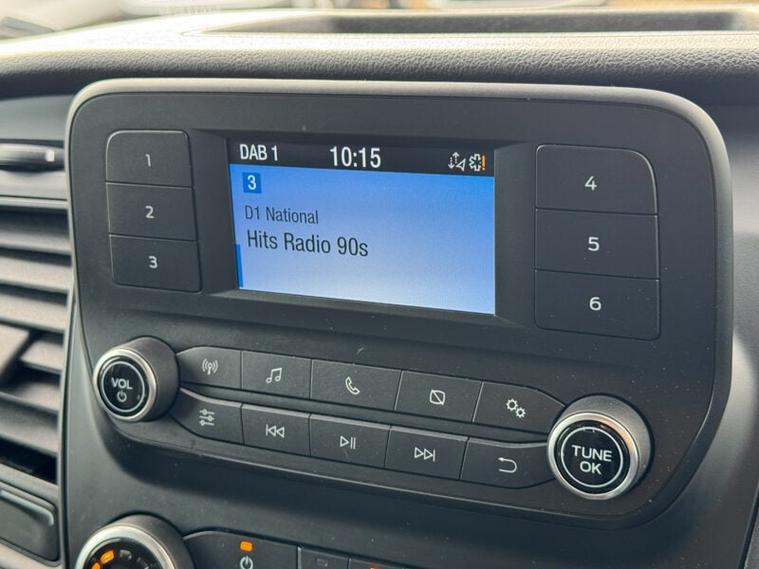 DAB 1 10:15
3
D1 National
Hits Radio 90s
1
2
3
4
5
6
VOL
TUNE
OK